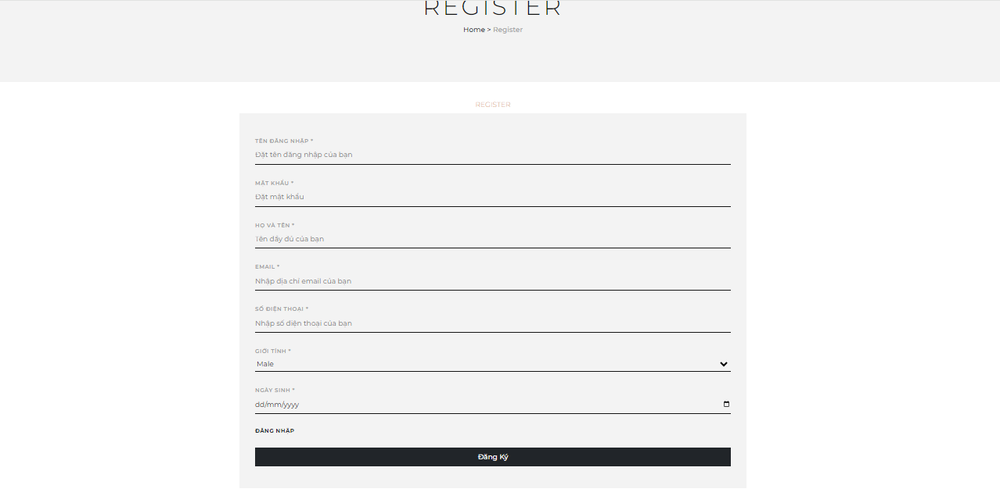 REGISTER
Home > Register
REGISTER
TÊN ĐĂNG NHẬP *
Đặt tên đăng nhập của bạn
MẬT KHẨU *
Đặt mật khẩu
HỌ VÀ TÊN *
Tên đầy đủ của bạn
EMAIL *
Nhập địa chỉ email của bạn
SỐ ĐIỆN THOẠI *
Nhập số điện thoại của bạn
GIỚI TÍNH *
Male
NGÀY SINH *
dd/mm/yyyy
ĐĂNG NHẬP
Đăng Ký